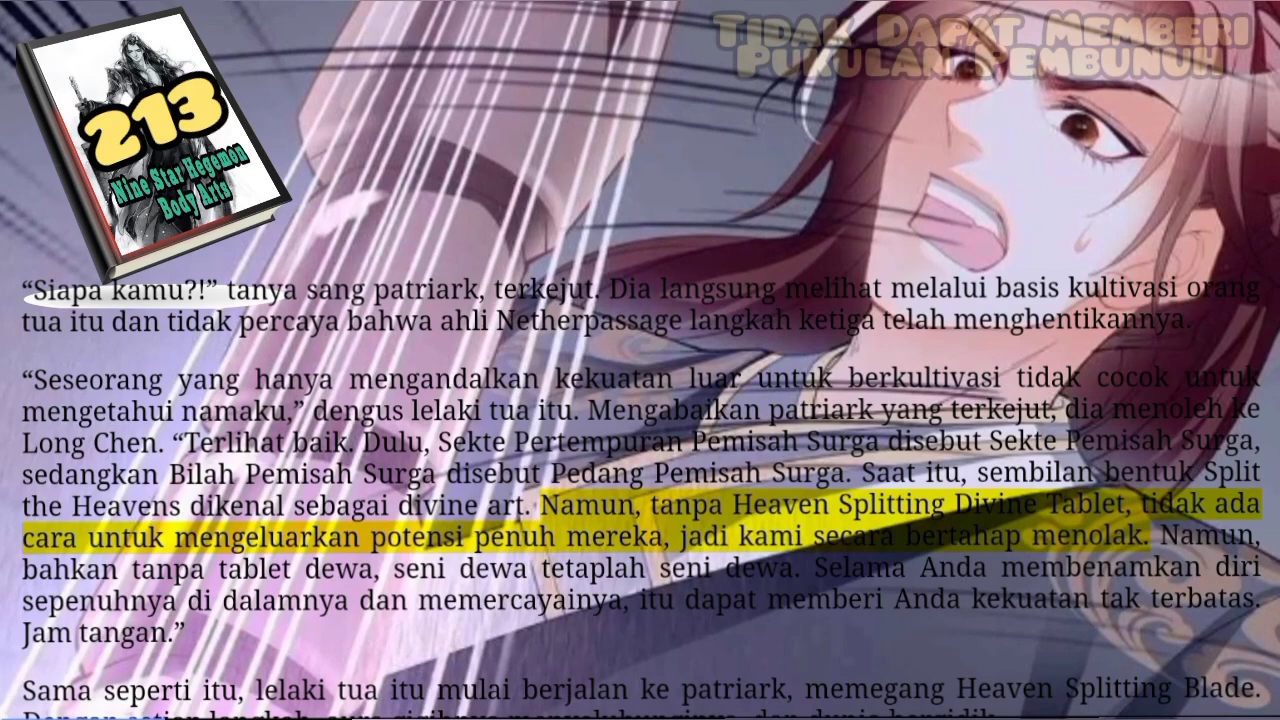 TIDAK DAPAT MEMBERI
PUKULAN PEMBUNUH
213
Nine Star Hegemon
Body Arts
“Siapa kamu?!” tanya sang patriark, terkejut. Dia langsung melihat melalui basis kultivasi orang
tua itu dan tidak percaya bahwa ahli Netherpassage langkah ketiga telah menghentikannya.
“Seseorang yang hanya mengandalkan kekuatan luar untuk berkultivasi tidak cocok untuk
mengetahui namaku,” dengus lelaki tua itu. Mengabaikan patriark yang terkejut, dia menoleh ke
Long Chen. “Terlihat baik. Dulu, Sekte Pertempuran Pemisah Surga disebut Sekte Pemisah Surga,
sedangkan Bilah Pemisah Surga disebut Pedang Pemisah Surga. Saat itu, sembilan bentuk Split
the Heavens dikenal sebagai divine art. Namun, tanpa Heaven Splitting Divine Tablet, tidak ada
cara untuk mengeluarkan potensi penuh mereka, jadi kami secara bertahap menolak. Namun,
bahkan tanpa tablet dewa, seni dewa tetaplah seni dewa. Selama Anda membenamkan diri
sepenuhnya di dalamnya dan memercayainya, itu dapat memberi Anda kekuatan tak terbatas.
Jam tangan.”
Sama seperti itu, lelaki tua itu mulai berjalan ke patriark, memegang Heaven Splitting Blade.